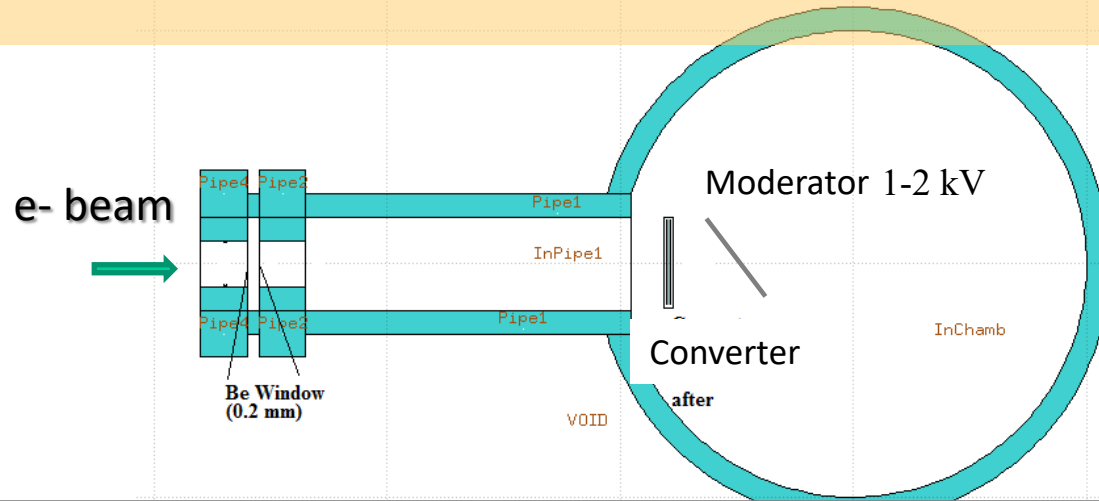 Pipe4 Pipe2
e- beam
Moderator 1-2 kV
Pipe1
InPipe1
Pipe4 Pipe2
Pipe1
InChamb
Converter
Be Window
(0.2 mm)
after
VOID